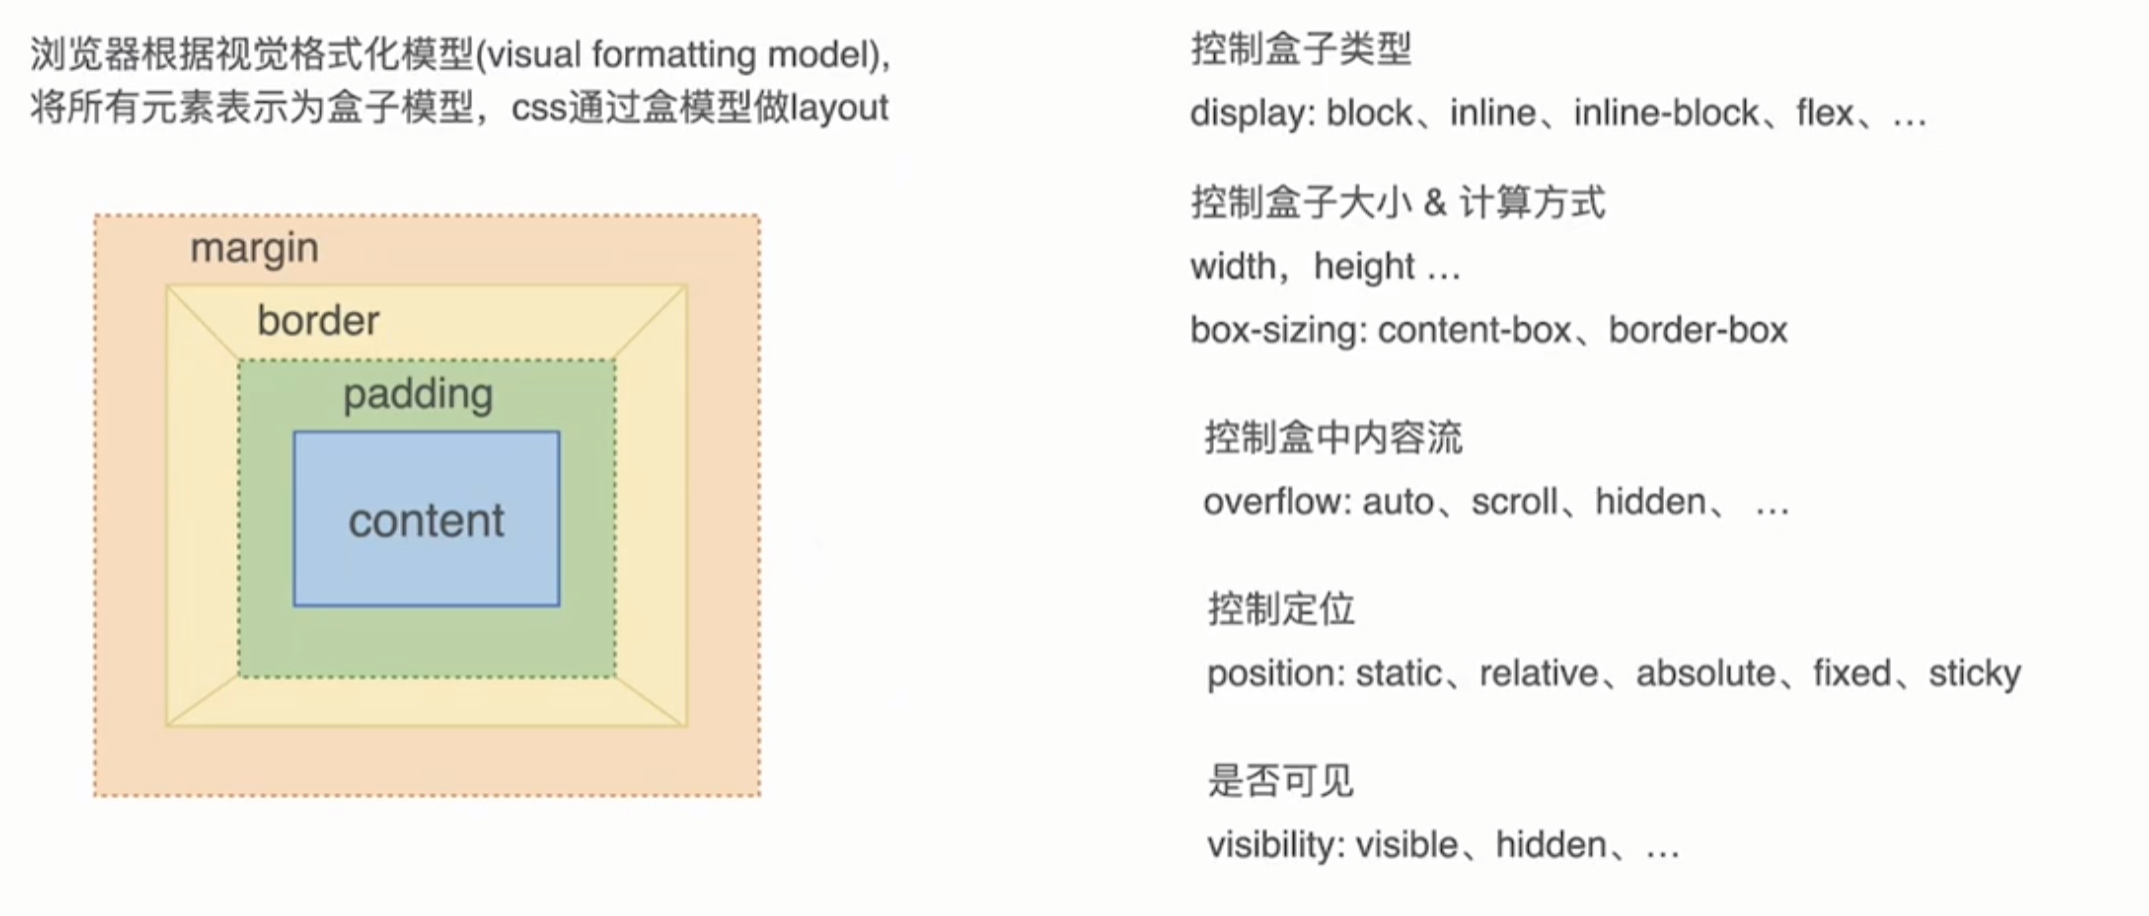 浏览器根据视觉格式化模型(visual formatting model),
将所有元素表示为盒子模型，css通过盒模型做layout
margin
border
padding
content
控制盒子类型
display: block、inline、inline-block、flex、…
控制盒子大小 & 计算方式
width，height …
box-sizing: content-box、border-box
控制盒中内容流
overflow: auto、scroll、hidden、 …
控制定位
position: static、relative、absolute、fixed、sticky
是否可见
visibility: visible、hidden、…